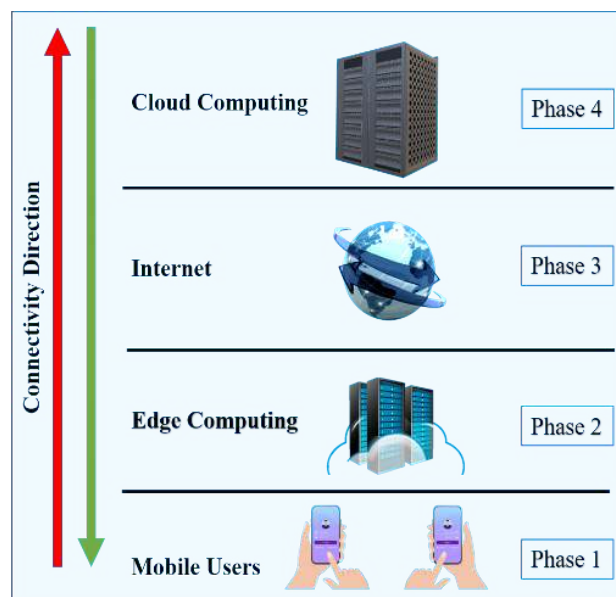 Connectivity Direction
Cloud Computing
Phase 4
Internet
Phase 3
Edge Computing
Phase 2
Mobile Users
Phase 1